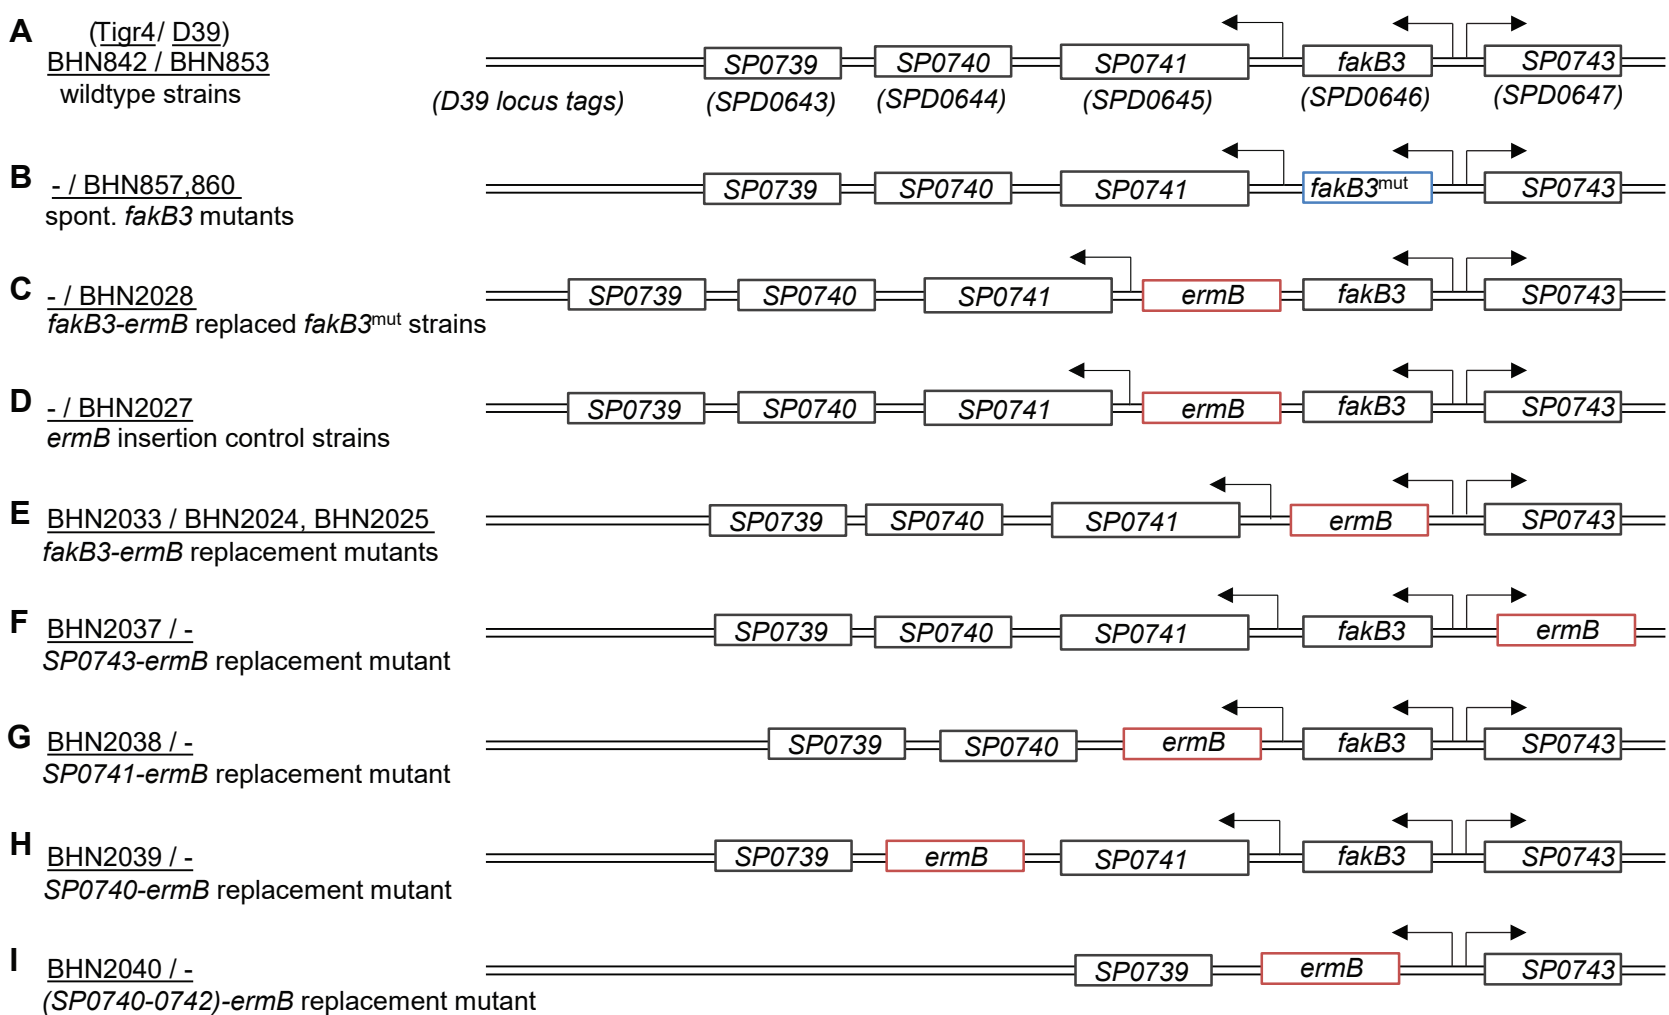 A (Tigr4/ D39)
BHN842 / BHN853
wildtype strains
SP0739 SP0740 SP0741 fakB3 SP0743
(D39 locus tags) (SPD0643) (SPD0644) (SPD0645) (SPD0646) (SPD0647)
B - / BHN857,860
spont. fakB3 mutants
SP0739 SP0740 SP0741 fakB3mut SP0743
C - / BHN2028
fakB3-ermB replaced fakB3mut strains
SP0739 SP0740 SP0741 ermB fakB3 SP0743
D - / BHN2027
ermB insertion control strains
SP0739 SP0740 SP0741 ermB fakB3 SP0743
E BHN2033 / BHN2024, BHN2025
fakB3-ermB replacement mutants
SP0739 SP0740 SP0741 ermB SP0743
F BHN2037 / -
SP0743-ermB replacement mutant
SP0739 SP0740 SP0741 fakB3 ermB
G BHN2038 / -
SP0741-ermB replacement mutant
SP0739 SP0740 ermB fakB3 SP0743
H BHN2039 / -
SP0740-ermB replacement mutant
SP0739 ermB SP0741 fakB3 SP0743
I BHN2040 / -
(SP0740-0742)-ermB replacement mutant
SP0739 ermB SP0743